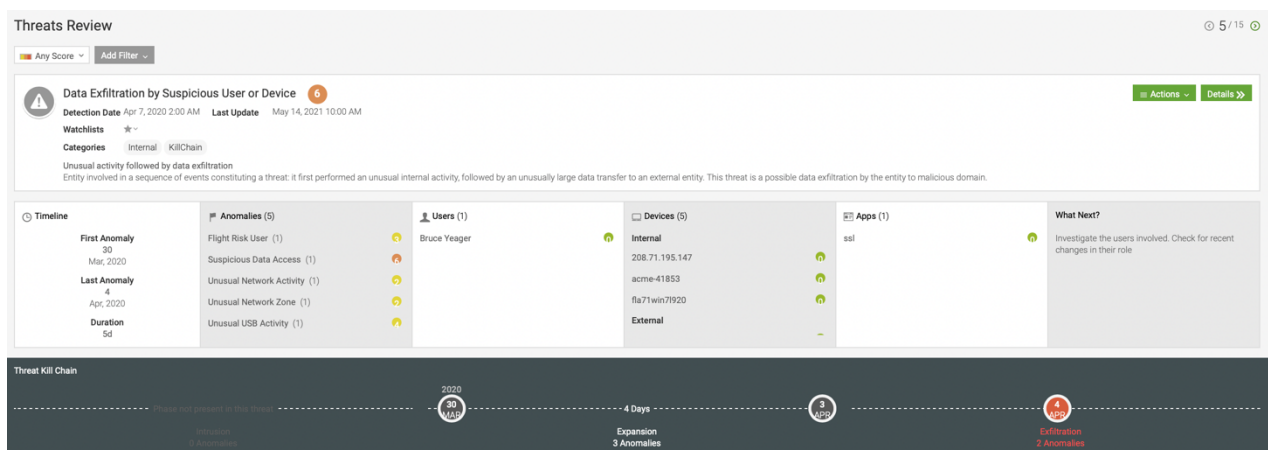 Threats Review
5 / 15
Any Score
Add Filter
Data Exfiltration by Suspicious User or Device 6
Actions
Details
Detection Date Apr 7, 2020 2:00 AM Last Update May 14, 2021 10:00 AM
Watchlists
Categories Internal KillChain
Unusual activity followed by data exfiltration
Entity involved in a sequence of events constituting a threat: it first performed an unusual internal activity, followed by an unusually large data transfer to an external entity. This threat is a possible data exfiltration by the entity to malicious domain.
Timeline
First Anomaly
30
Mar, 2020
Last Anomaly
4
Apr, 2020
Duration
5d
Anomalies (5)
Flight Risk User (1)
Suspicious Data Access (1)
Unusual Network Activity (1)
Unusual Network Zone (1)
Unusual USB Activity (1)
Users (1)
Bruce Yeager
Devices (5)
Internal
208.71.195.147
acme-41853
fla71win7l920
External
Apps (1)
ssl
What Next?
Investigate the users involved. Check for recent
changes in their role
Threat Kill Chain
Phase not present in this threat
Intrusion
0 Anomalies
2020
30
MAR
4 Days
Expansion
3 Anomalies
3
APR
4
APR
Exfiltration
2 Anomalies